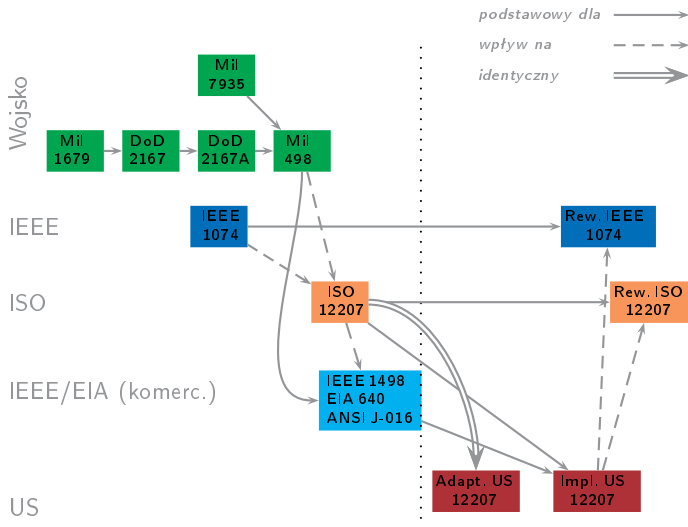 podstawowy dla
wpływ na
identyczny
Wojsko
Mil
7935
Mil
1679
DoD
2167
DoD
2167A
Mil
498
IEEE
IEEE
1074
Rew. IEEE
1074
ISO
ISO
12207
Rew. ISO
12207
IEEE/EIA (komerc.)
IEEE 1498
EIA 640
ANSI J-016
US
Adapt. US
12207
Impl. US
12207